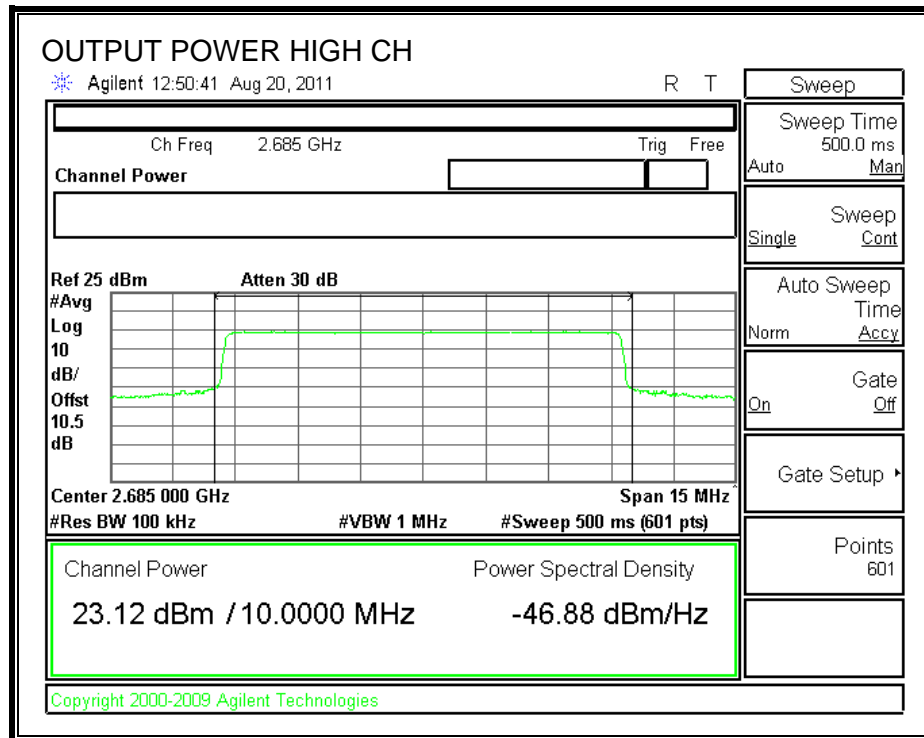 OUTPUT POWER HIGH CH
Agilent 12:50:41 Aug 20, 2011 R T
Ch Freq 2.685 GHz Trig Free
Channel Power
Ref 25 dBm Atten 30 dB
#Avg
Log
10
dB/
Offst
10.5
dB
Center 2.685 000 GHz Span 15 MHz
#Res BW 100 kHz #VBW 1 MHz #Sweep 500 ms (601 pts)
Channel Power Power Spectral Density
23.12 dBm / 10.0000 MHz -46.88 dBm/Hz
Copyright 2000-2009 Agilent Technologies
Sweep
Sweep Time
500.0 ms
Auto Man
Sweep
Single Cont
Auto Sweep
Time
Norm Accy
Gate
On Off
Gate Setup
Points
601